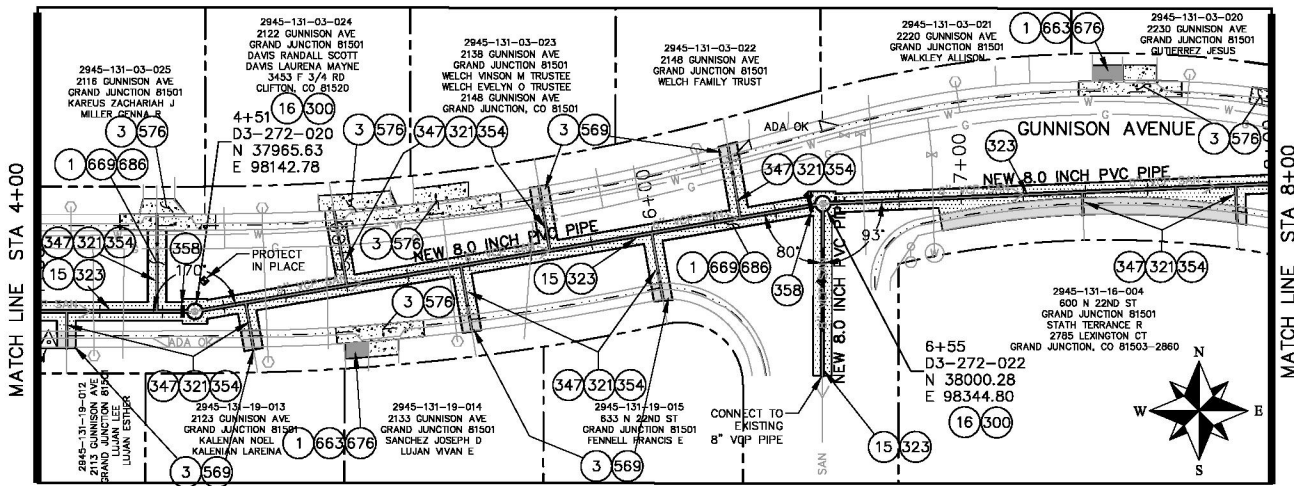 MATCH LINE STA 4+00
2945-131-03-025
2116 GUNNISON AVE
GRAND JUNCTION 81501
KAREUS ZACHARIAH J
MILLER GENNA R
3 576
1 669 686
347 321 354
15 323
358
170°
PROTECT
IN PLACE
2945-131-03-024
2122 GUNNISON AVE
GRAND JUNCTION 81501
DAVIS RANDALL SCOTT
DAVIS LAURENA MAYNE
3453 F 3/4 RD
CLIFTON, CO 81520
16 300
4+51
D3-272-020
N 37965.63
E 98142.78
3 576
347 321 354
2945-131-03-023
2138 GUNNISON AVE
GRAND JUNCTION 81501
WELCH VINSON M TRUSTEE
WELCH EVELYN O TRUSTEE
2148 GUNNISON AVE
GRAND JUNCTION, CO 81501
3 569
2945-131-03-022
2148 GUNNISON AVE
GRAND JUNCTION 81501
WELCH FAMILY TRUST
ADA OK
347 321 354
2945-131-03-021
2220 GUNNISON AVE
GRAND JUNCTION 81501
WALKLEY ALLISON
1 663 676
2945-131-03-020
2230 GUNNISON AVE
GRAND JUNCTION 81501
GUTIERREZ JESUS
GUNNISON AVENUE
3 576
323
7+00
NEW 8.0 INCH PVC PIPE
6+00
W
G
W
G
W
G
3 576
NEW 8.0 INCH PVC PIPE
15 323
1 669 686
80°
358
93°
NEW 8.0 INCH PVC PIPE
347 321 354
MATCH LINE STA 8+00
SAN
ADA OK
347 321 354
3 576
347 321 354
2945-131-16-004
600 N 22ND ST
GRAND JUNCTION 81501
STATH TERRANCE R
2785 LEXINGTON CT
GRAND JUNCTION, CO 81503-2860
6+55
D3-272-022
N 38000.28
E 98344.80
16 300
2945-131-19-012
2113 GUNNISON AVE
GRAND JUNCTION 81501
LUJAN LEE
LUJAN ESTHER
2945-131-19-013
2123 GUNNISON AVE
GRAND JUNCTION 81501
KALENIAN NOEL
KALENIAN LAREINA
3 569
1 663 676
2945-131-19-014
2133 GUNNISON AVE
GRAND JUNCTION 81501
SANCHEZ JOSEPH D
LUJAN VIVAN E
2945-131-19-015
633 N 22ND ST
GRAND JUNCTION 81501
FENNELL FRANCIS E
3 569
CONNECT TO
EXISTING
8" VCP PIPE
15 323
SAN
N
W E
S